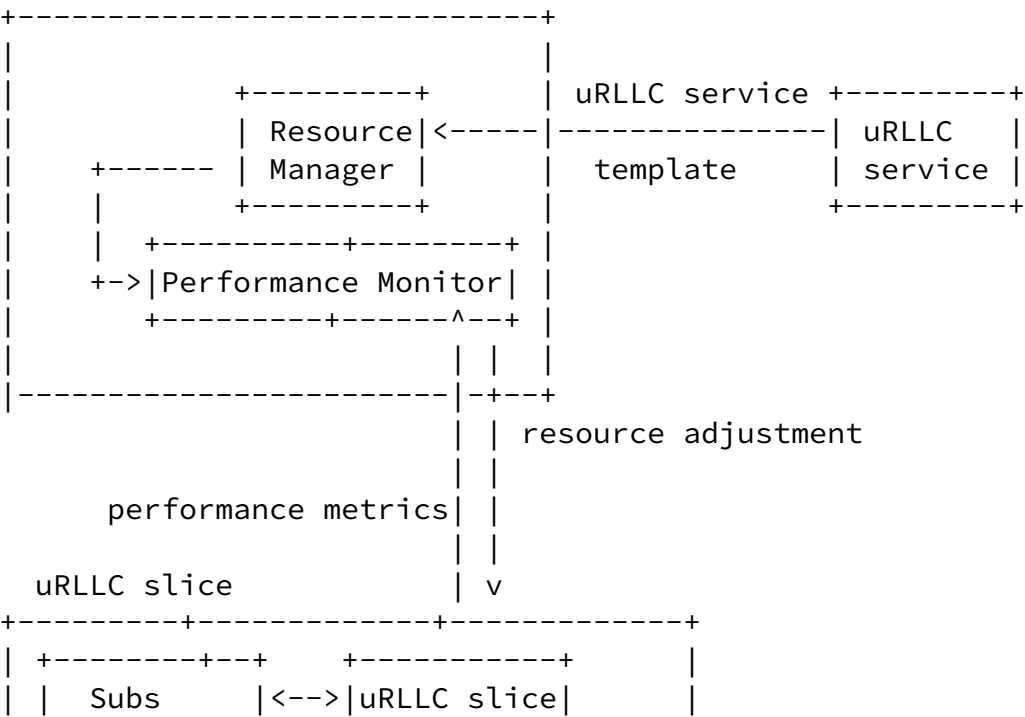 uRLLC service
Resource uRLLC
Manager template service
Performance Monitor
resource adjustment
performance metrics
uRLLC slice
Subs uRLLC slice